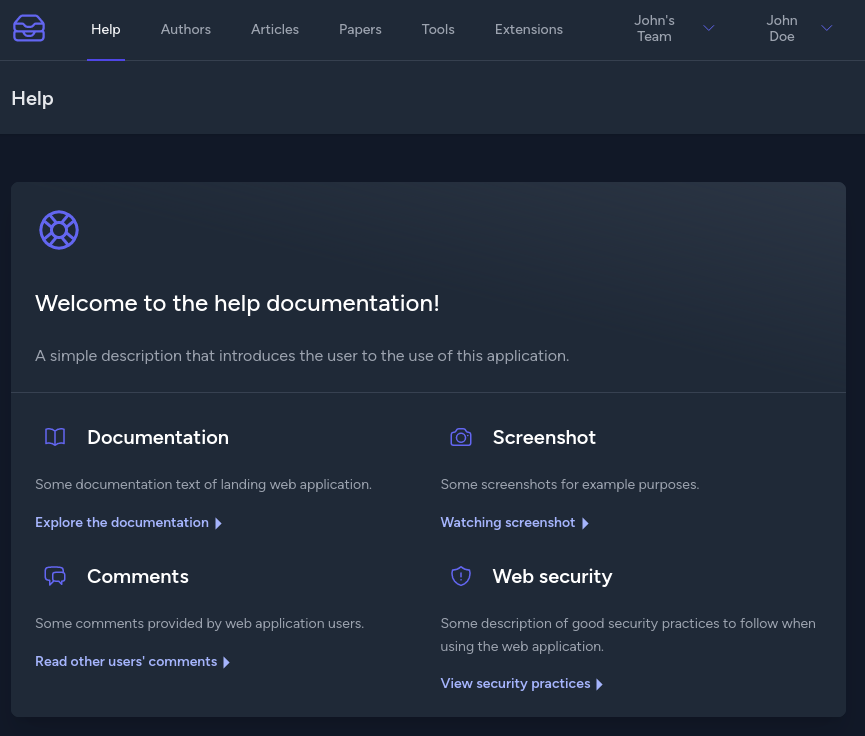 Help
Authors
Articles
Papers
Tools
Extensions
John's
Team
John
Doe
Help
Welcome to the help documentation!
A simple description that introduces the user to the use of this application.
Documentation
Some documentation text of landing web application.
Explore the documentation
Screenshot
Some screenshots for example purposes.
Watching screenshot
Comments
Some comments provided by web application users.
Read other users' comments
Web security
Some description of good security practices to follow when
using the web application.
View security practices